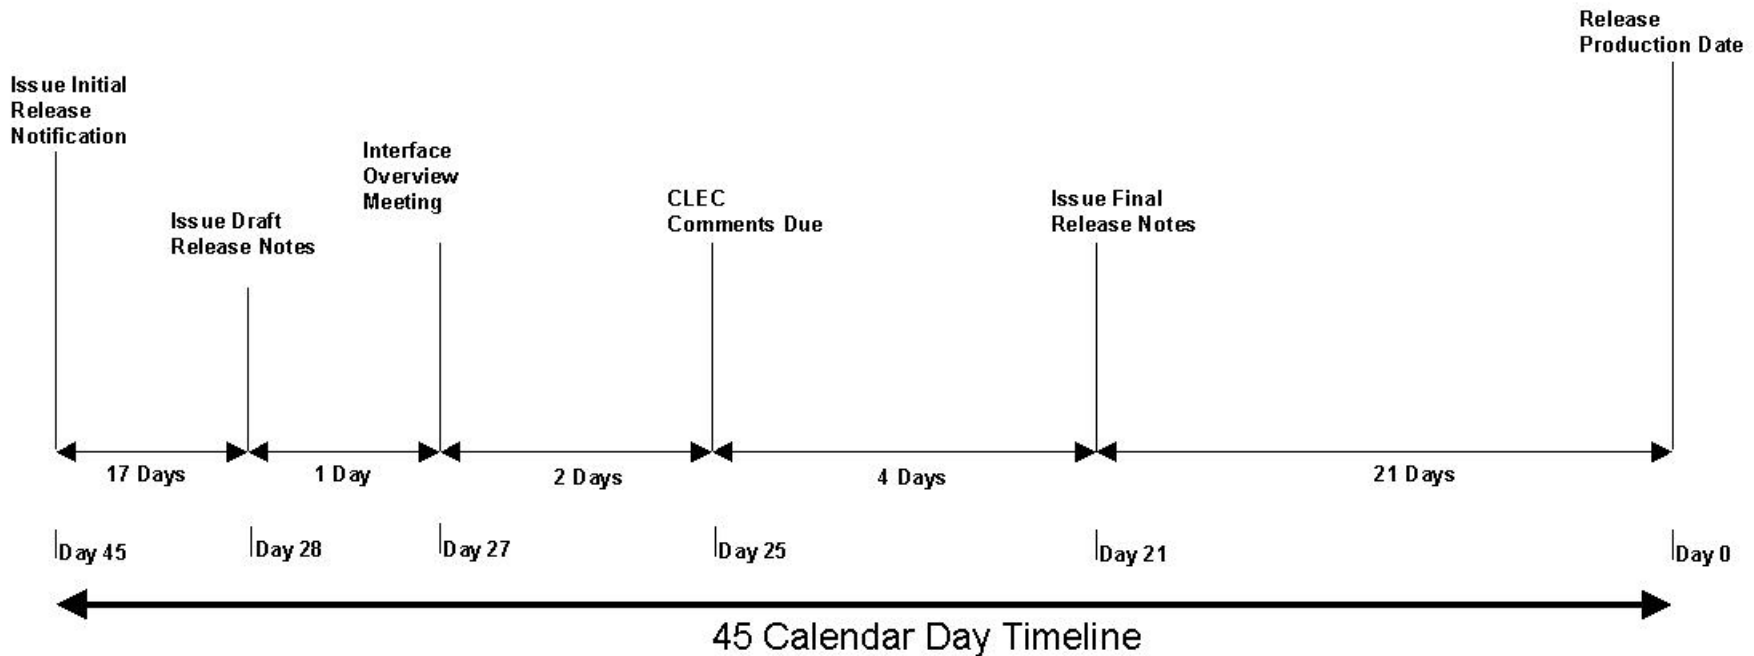 Release
Production Date
Issue Initial
Release
Notification
Interface
Overview
Meeting
CLEC
Comments Due
Issue Final
Release Notes
Issue Draft
Release Notes
17 Days
1 Day
2 Days
4 Days
21 Days
Day 45
Day 28
Day 27
Day 25
Day 21
Day 0
45 Calendar Day Timeline